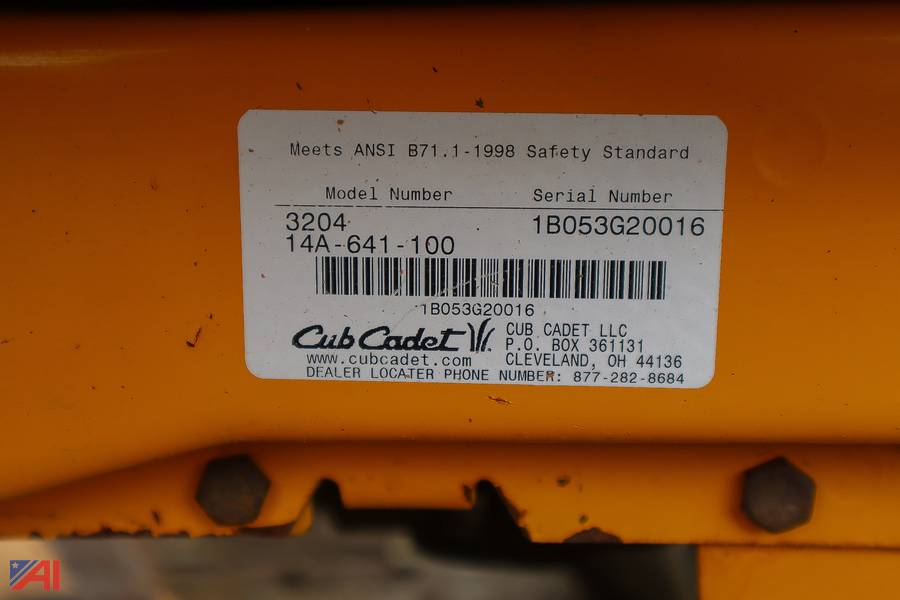 Meets ANSI B71.1-1998 Safety Standard
Model Number Serial Number
3204 1B053G20016
14A-641-100
1B053G20016
Cub Cadet CUB CADET LLC
P.O. BOX 361131
www.cubcadet.com CLEVELAND, OH 44136
DEALER LOCATER PHONE NUMBER: 877-282-8684
AI